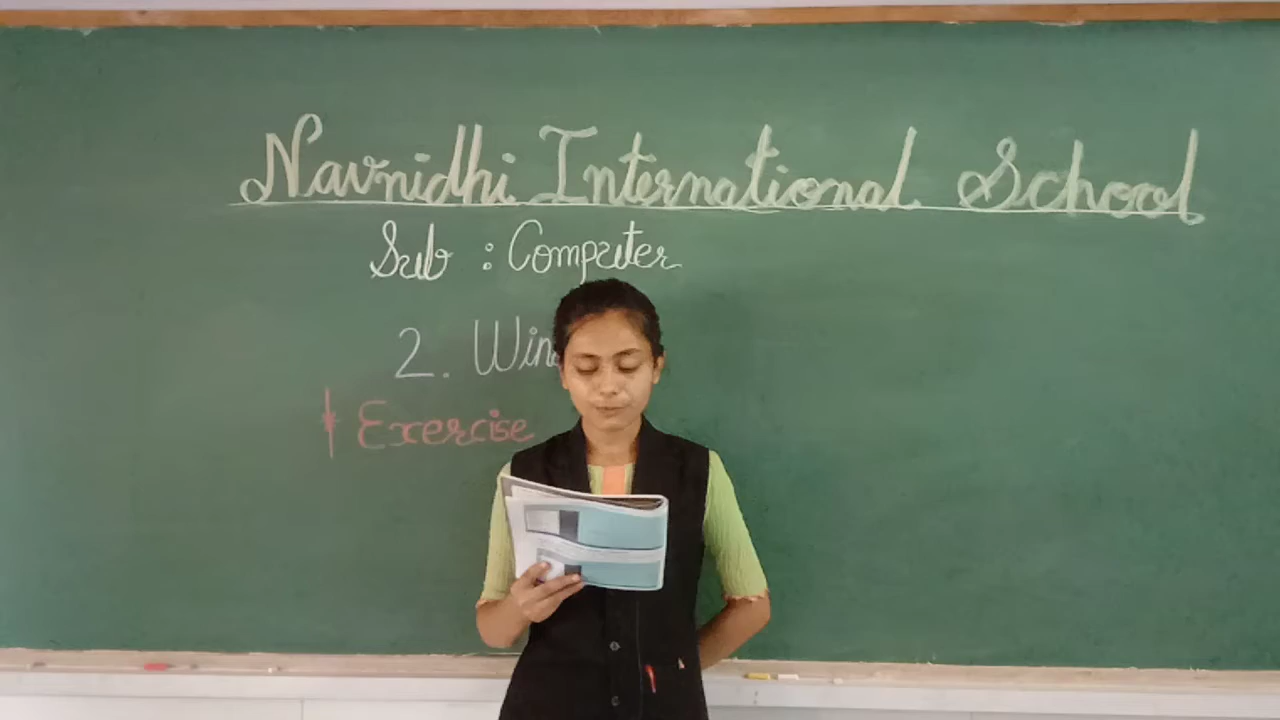 Navnidhi International School
Sub : Computer
2. Win
* Exercise